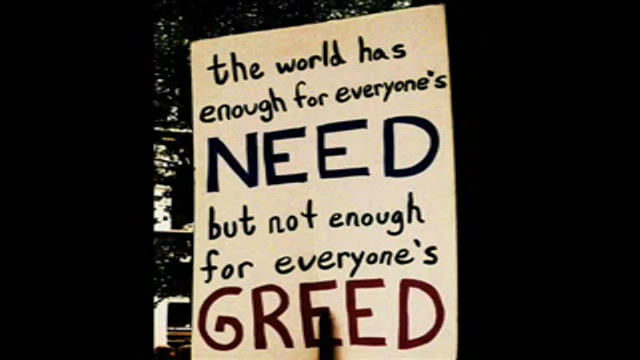 the world has
enough for everyone's
NEED
but not enough
for everyone's
GREED